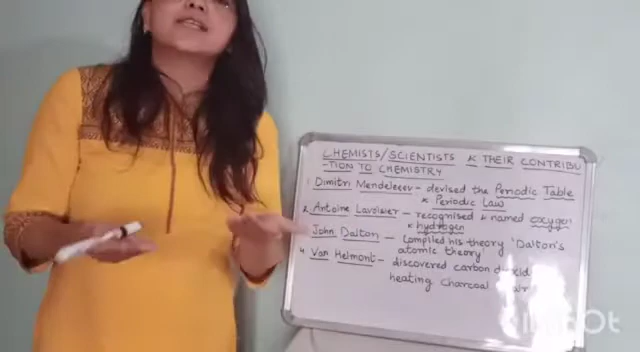 CHEMISTS/SCIENTISTS & THEIR CONTRIBU
-TION TO CHEMISTRY
1. Dimitri Mendeleev - devised the Periodic Table
& Periodic Law
2. Antoine Lavoisier - recognised & named oxygen
& hydrogen
John Dalton - Compiled his theory 'Dalton's
atomic theory'
4 Van Helmont - discovered carbon
heating charcoal